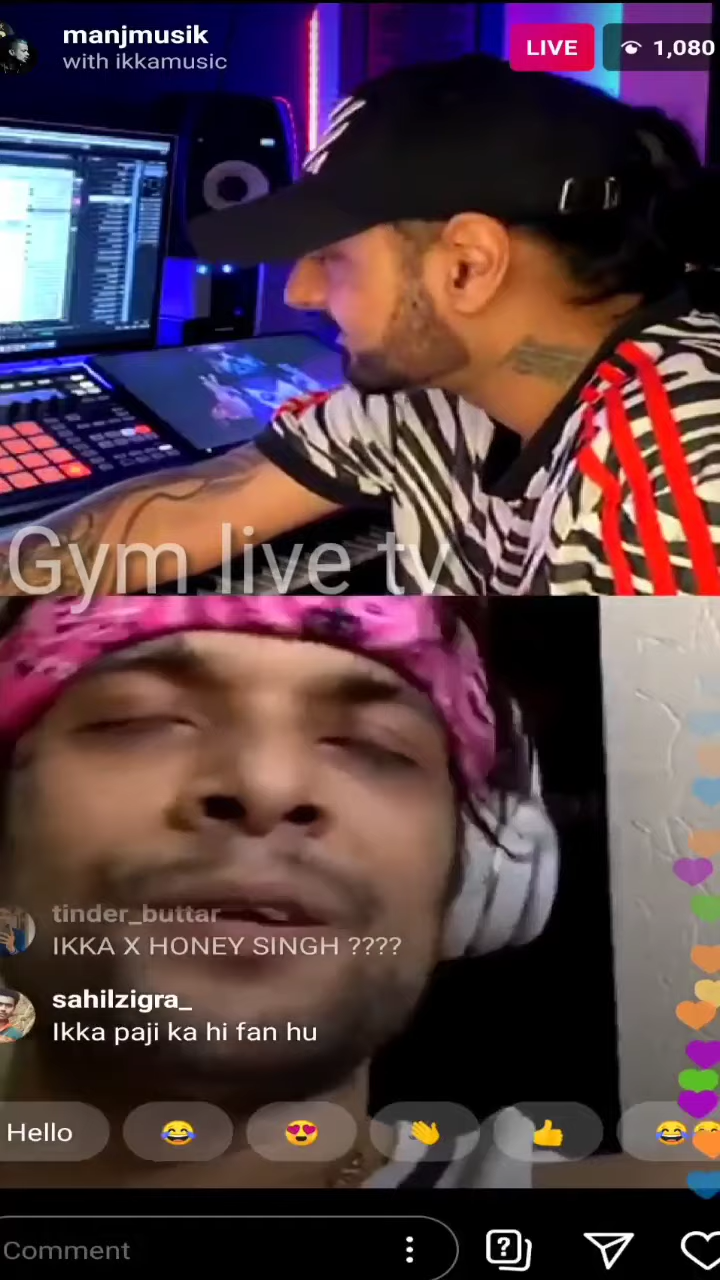 manjmusik
with ikkamusic
LIVE
1,080
Gym live tv
tinder_buttar
IKKA X HONEY SINGH ????
sahilzigra_
Ikka paji ka hi fan hu
Hello
Comment